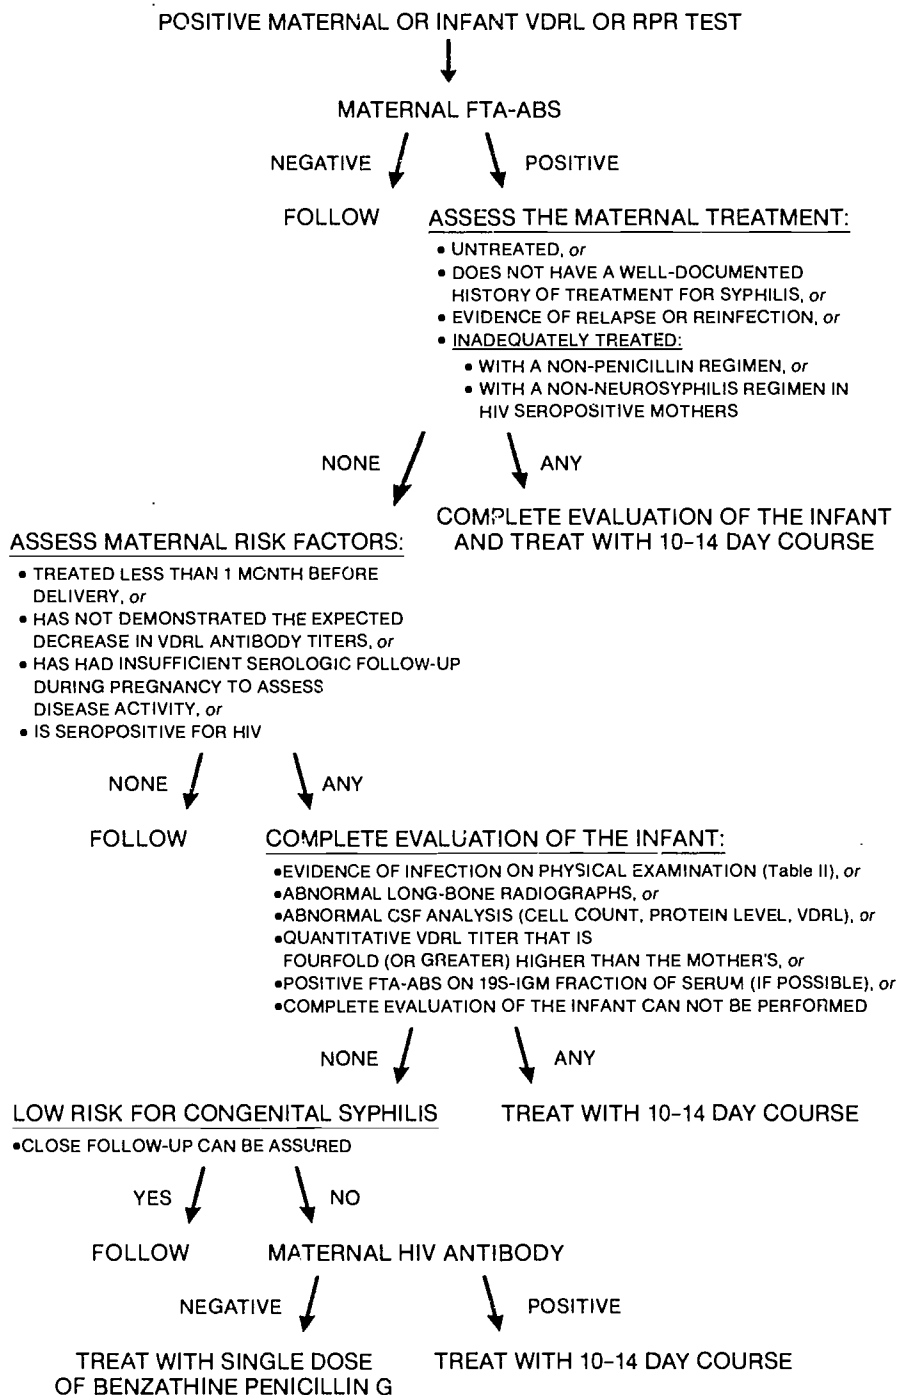 POSITIVE MATERNAL OR INFANT VDRL OR RPR TEST
MATERNAL FTA-ABS
NEGATIVE
POSITIVE
FOLLOW
ASSESS THE MATERNAL TREATMENT:
• UNTREATED, or
• DOES NOT HAVE A WELL-DOCUMENTED
HISTORY OF TREATMENT FOR SYPHILIS, or
• EVIDENCE OF RELAPSE OR REINFECTION, or
• INADEQUATELY TREATED:
• WITH A NON-PENICILLIN REGIMEN, or
• WITH A NON-NEUROSYPHILIS REGIMEN IN
HIV SEROPOSITIVE MOTHERS
NONE
ANY
COMPLETE EVALUATION OF THE INFANT
AND TREAT WITH 10-14 DAY COURSE
ASSESS MATERNAL RISK FACTORS:
• TREATED LESS THAN 1 MONTH BEFORE
DELIVERY, or
• HAS NOT DEMONSTRATED THE EXPECTED
DECREASE IN VDRL ANTIBODY TITERS, or
• HAS HAD INSUFFICIENT SEROLOGIC FOLLOW-UP
DURING PREGNANCY TO ASSESS
DISEASE ACTIVITY, or
• IS SEROPOSITIVE FOR HIV
NONE
ANY
FOLLOW
COMPLETE EVALUATION OF THE INFANT:
•EVIDENCE OF INFECTION ON PHYSICAL EXAMINATION (Table II), or
•ABNORMAL LONG-BONE RADIOGRAPHS, or
•ABNORMAL CSF ANALYSIS (CELL COUNT, PROTEIN LEVEL, VDRL), or
•QUANTITATIVE VDRL TITER THAT IS
FOURFOLD (OR GREATER) HIGHER THAN THE MOTHER'S, or
•POSITIVE FTA-ABS ON 19S-IGM FRACTION OF SERUM (IF POSSIBLE), or
•COMPLETE EVALUATION OF THE INFANT CAN NOT BE PERFORMED
NONE
ANY
LOW RISK FOR CONGENITAL SYPHILIS
TREAT WITH 10-14 DAY COURSE
•CLOSE FOLLOW-UP CAN BE ASSURED
YES
NO
FOLLOW
MATERNAL HIV ANTIBODY
NEGATIVE
POSITIVE
TREAT WITH SINGLE DOSE
OF BENZATHINE PENICILLIN G
TREAT WITH 10-14 DAY COURSE